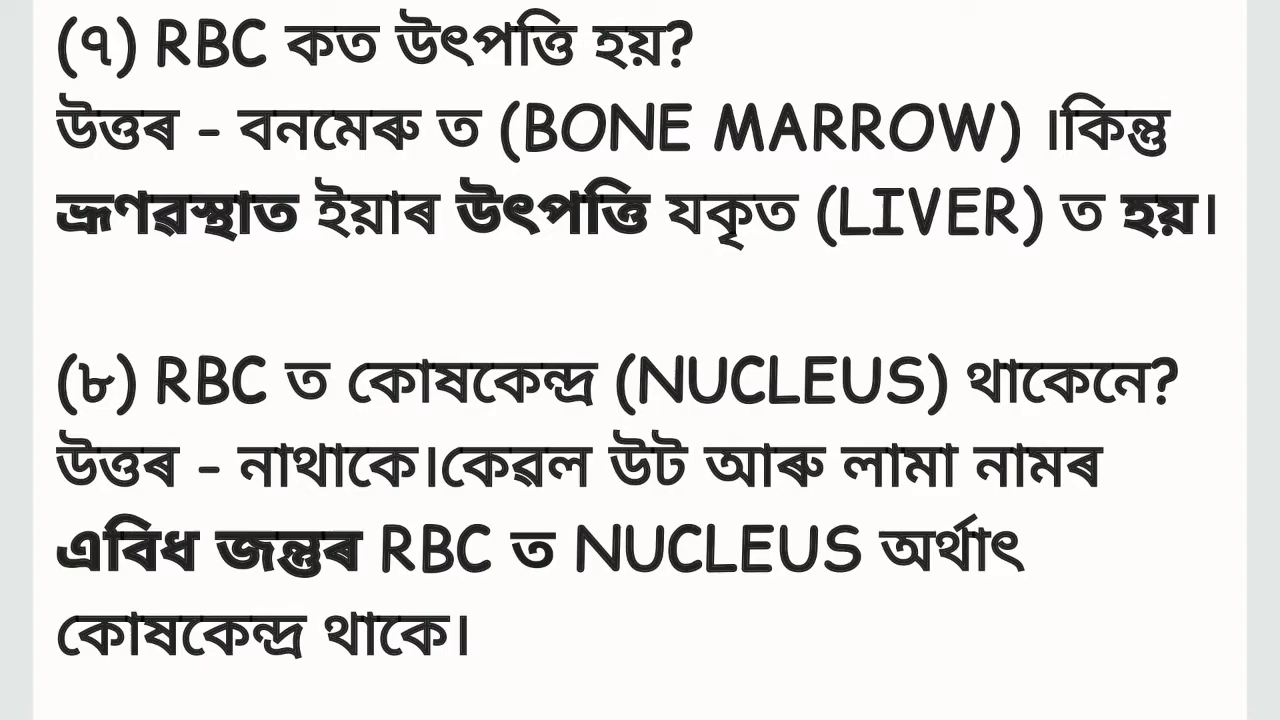 (৭) RBC কত উৎপত্তি হয়?
উত্তৰ - বনমেৰু ত (BONE MARROW) ।কিন্তু
ভ্ৰূণৱস্থাত ইয়াৰ উৎপত্তি যকৃত (LIVER) ত হয়।
(৮) RBC ত কোষকেন্দ্ৰ (NUCLEUS) থাকেনে?
উত্তৰ - নাথাকে।কেৱল উট আৰু লামা নামৰ
এবিধ জন্তুৰ RBC ত NUCLEUS অৰ্থাৎ
কোষকেন্দ্ৰ থাকে।